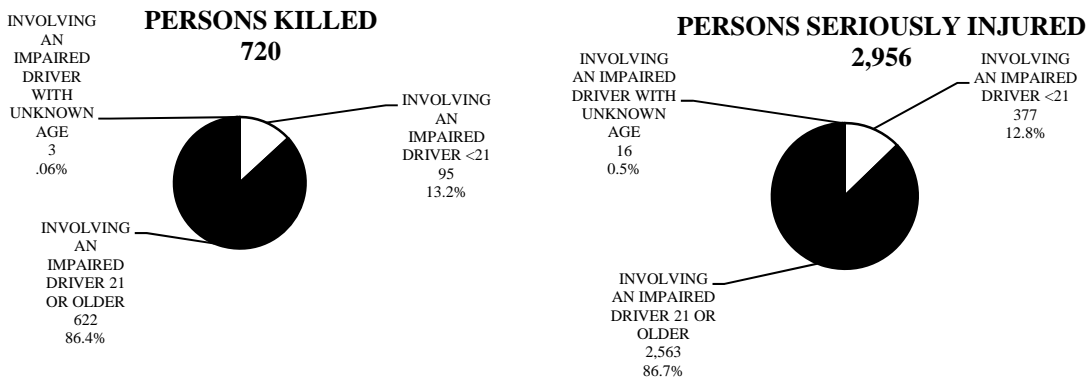 PERSONS KILLED
720
INVOLVING
AN
IMPAIRED
DRIVER
WITH
UNKNOWN
AGE
3
.06%
INVOLVING
AN
IMPAIRED
DRIVER <21
95
13.2%
INVOLVING
AN
IMPAIRED
DRIVER 21
OR OLDER
622
86.4%
PERSONS SERIOUSLY INJURED
2,956
INVOLVING
AN IMPAIRED
DRIVER WITH
UNKNOWN
AGE
16
0.5%
INVOLVING
AN IMPAIRED
DRIVER <21
377
12.8%
INVOLVING
AN IMPAIRED
DRIVER 21 OR
OLDER
2,563
86.7%